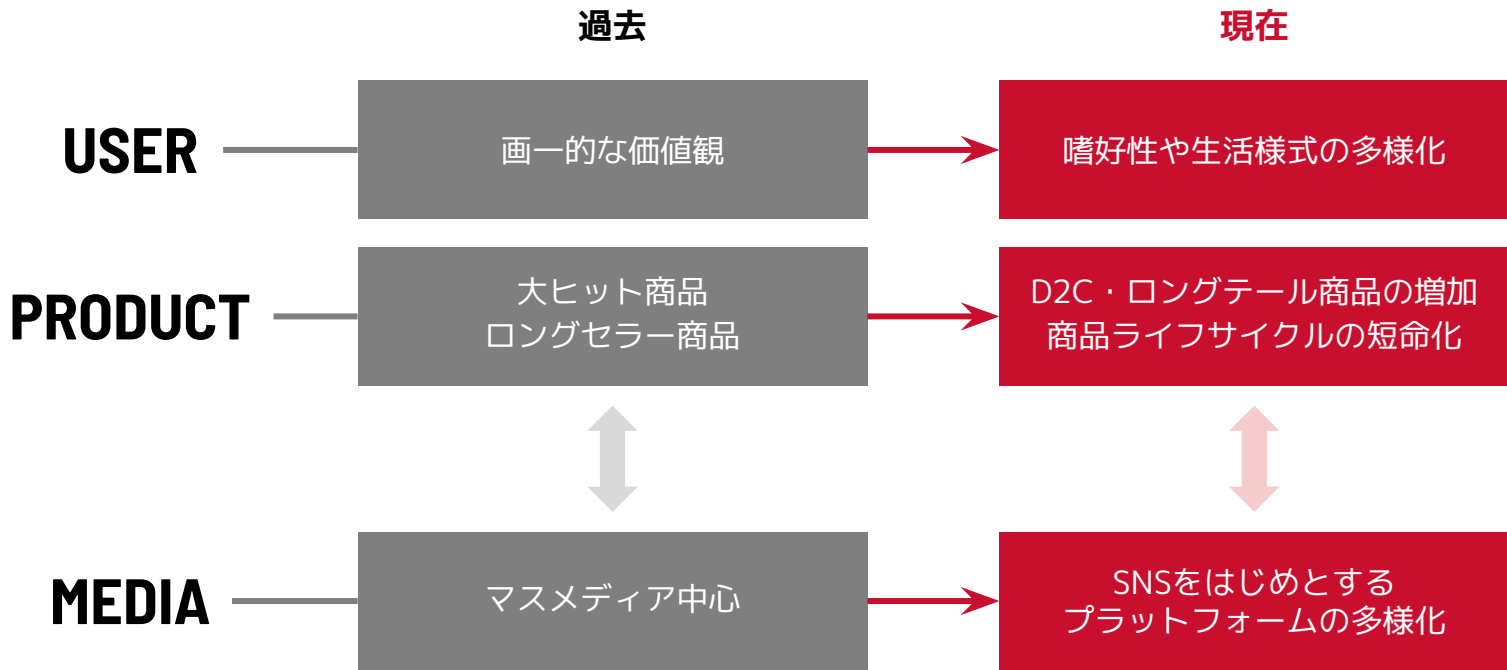 過去
現在
USER
画一的な価値観
嗜好性や生活様式の多様化
PRODUCT
大ヒット商品
ロングセラー商品
D2C・ロングテール商品の増加
商品ライフサイクルの短命化
MEDIA
マスメディア中心
SNSをはじめとする
プラットフォームの多様化